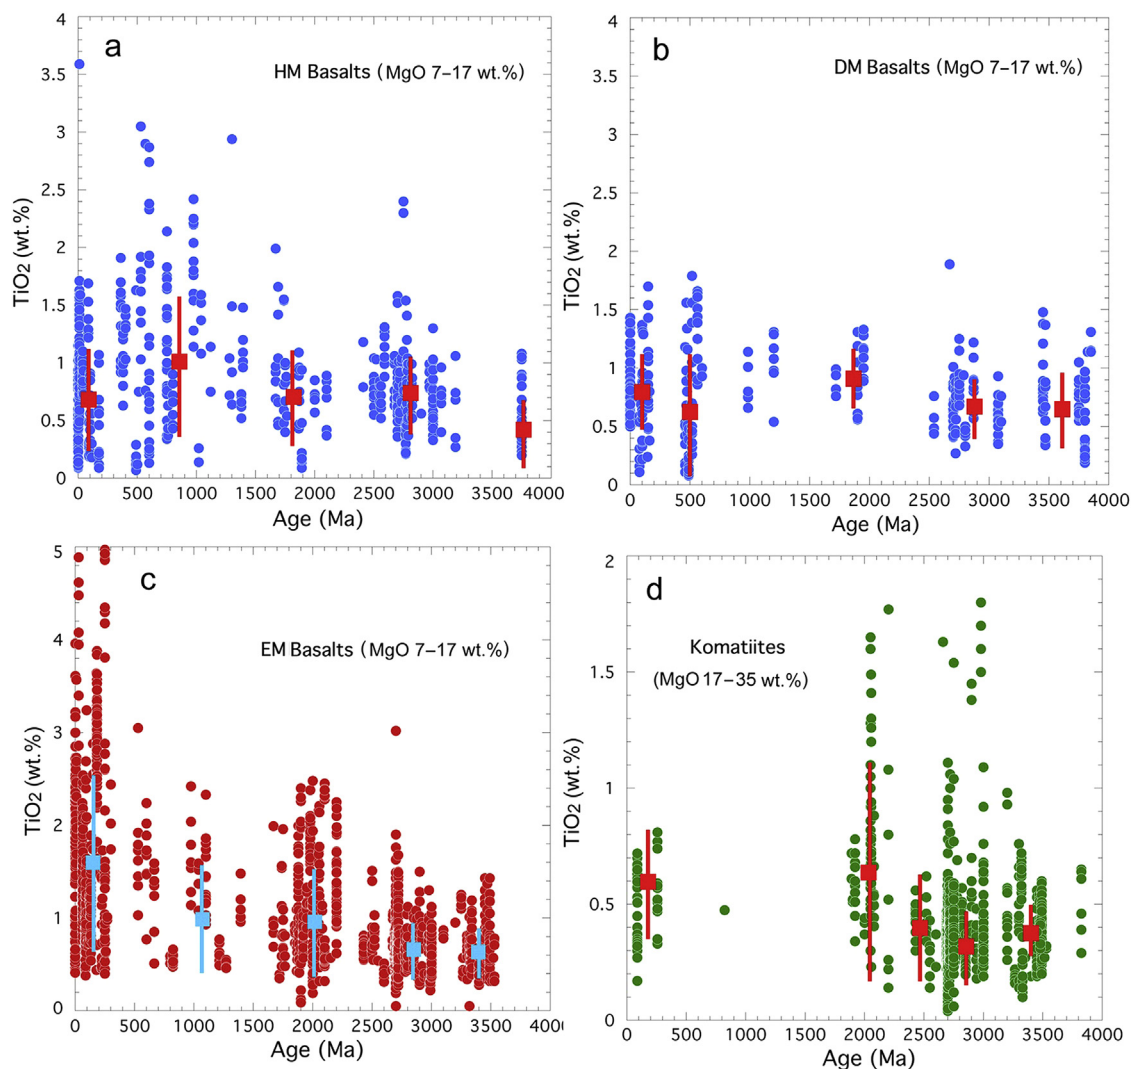 a
HM Basalts (MgO 7–17 wt.%)
TiO2 (wt.%)
4
3.5
3
2.5
2
1.5
1
0.5
0
0 500 1000 1500 2000 2500 3000 3500 4000
Age (Ma)
b
DM Basalts (MgO 7–17 wt.%)
TiO2 (wt.%)
4
3.5
3
2.5
2
1.5
1
0.5
0
0 500 1000 1500 2000 2500 3000 3500 4000
Age (Ma)
c
EM Basalts (MgO 7–17 wt.%)
TiO2 (wt.%)
5
4
3
2
1
0
0 500 1000 1500 2000 2500 3000 3500 400
Age (Ma)
d
Komatiites
(MgO 17–35 wt.%)
TiO2 (wt.%)
2
1.5
1
0.5
0
0 500 1000 1500 2000 2500 3000 3500 4000
Age (Ma)